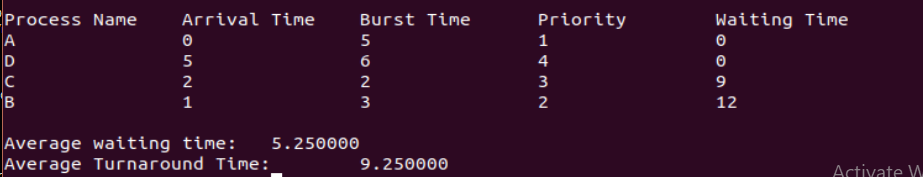 Process Name Arrival Time Burst Time Priority Waiting Time
A 0 5 1 0
D 5 6 4 0
C 2 2 3 9
B 1 3 2 12
Average waiting time: 5.250000
Average Turnaround Time: 9.250000
Activate W